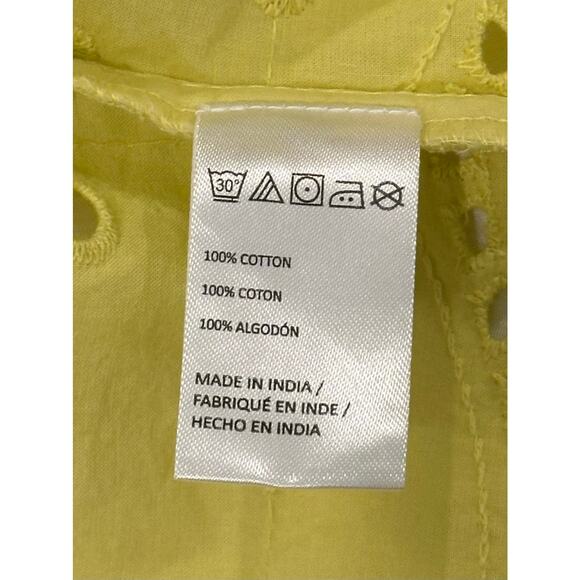 30°
100% COTTON
100% COTON
100% ALGODÓN
MADE IN INDIA /
FABRIQUÉ EN INDE /
HECHO EN INDIA